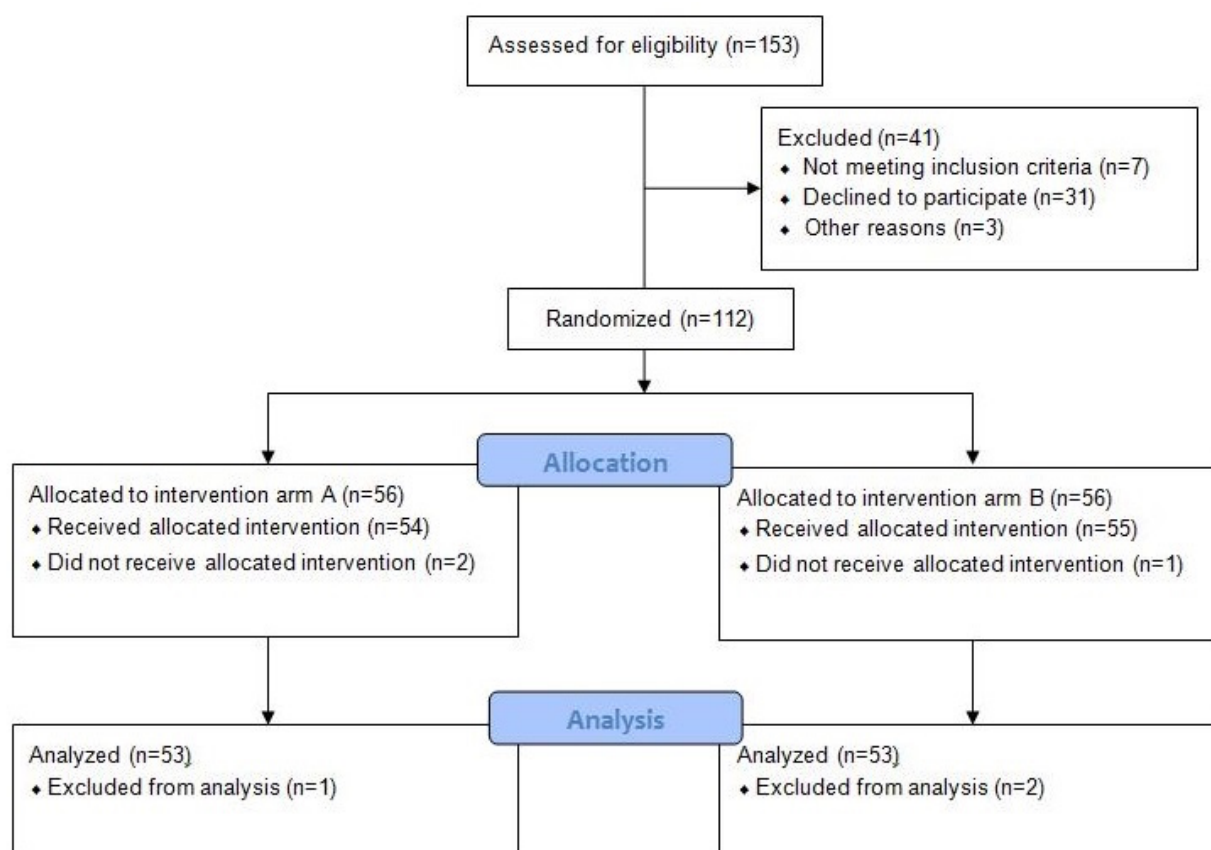 Assessed for eligibility (n=153)
Excluded (n=41)
◆ Not meeting inclusion criteria (n=7)
◆ Declined to participate (n=31)
◆ Other reasons (n=3)
Randomized (n=112)
Allocation
Allocated to intervention arm A (n=56)
◆ Received allocated intervention (n=54)
◆ Did not receive allocated intervention (n=2)
Allocated to intervention arm B (n=56)
◆ Received allocated intervention (n=55)
◆ Did not receive allocated intervention (n=1)
Analysis
Analyzed (n=53)
◆ Excluded from analysis (n=1)
Analyzed (n=53)
◆ Excluded from analysis (n=2)